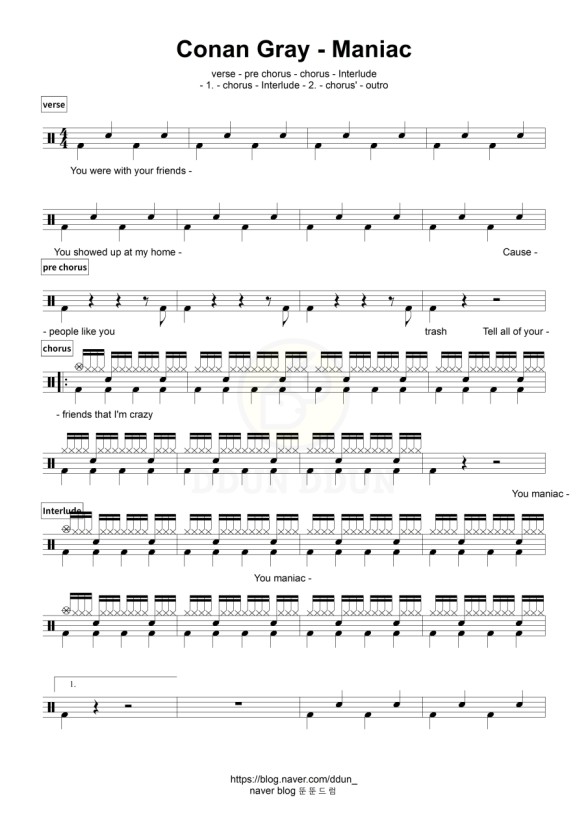 Conan Gray - Maniac
verse - pre chorus - chorus - Interlude
- 1. - chorus - Interlude - 2. - chorus' - outro
verse
4
4
You were with your friends -
You showed up at my home -
Cause -
pre chorus
- people like you
trash
Tell all of your -
chorus
- friends that I'm crazy
DDUN DDUN
You maniac -
Interlude
You maniac -
1.
https://blog.naver.com/ddun_
naver blog 뚠뚠드럼